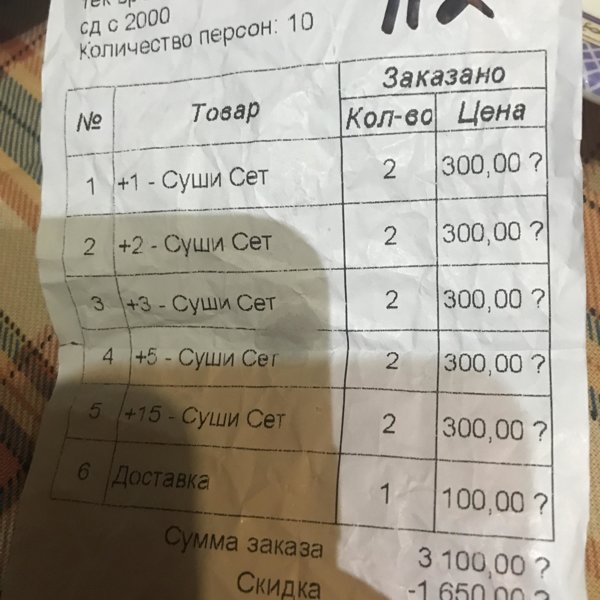 сд с 2000
Количество персон: 10
№ Товар Заказано
Кол-во Цена
1 +1 - Суши Сет 2 300,00 ?
2 +2 - Суши Сет 2 300,00 ?
3 +3 - Суши Сет 2 300,00 ?
4 +5 - Суши Сет 2 300,00 ?
5 +15 - Суши Сет 2 300,00 ?
6 Доставка 1 100,00 ?
Сумма заказа 3 100,00 ?
Скидка -1 650,00 ?